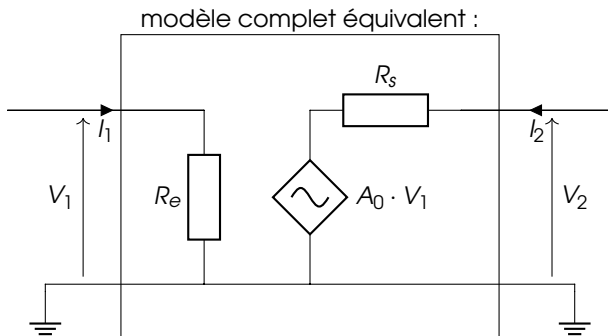 modèle complet équivalent :
R_s
I_1
I_2
V_1
R_e
A_0 · V_1
V_2